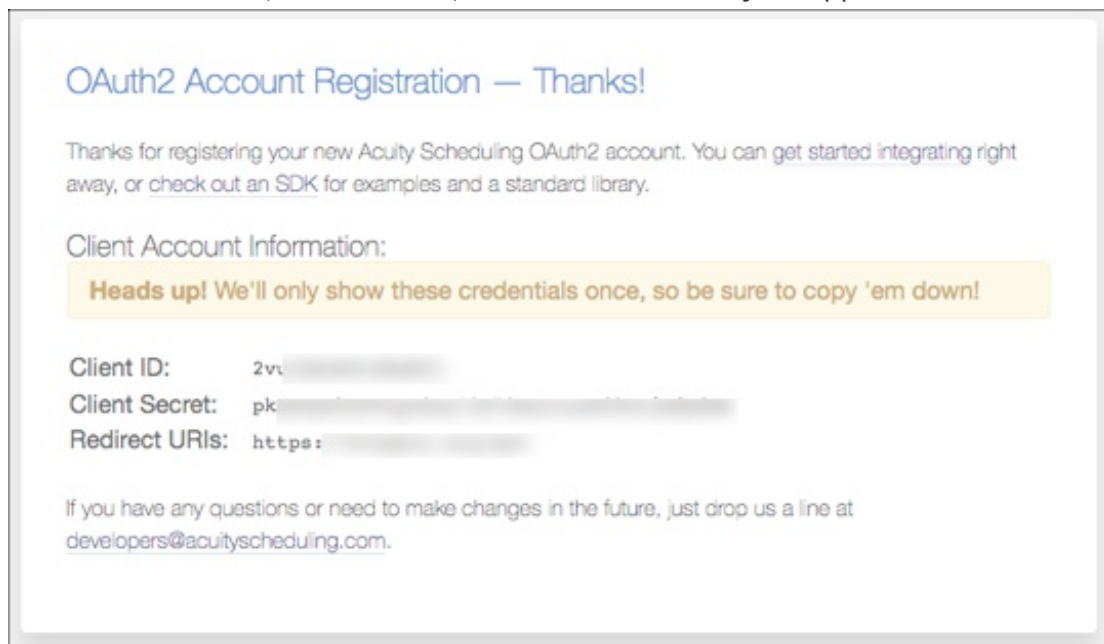 OAuth2 Account Registration — Thanks!
Thanks for registering your new Acuity Scheduling OAuth2 account. You can get started integrating right
away, or check out an SDK for examples and a standard library.
Client Account Information:
Heads up! We'll only show these credentials once, so be sure to copy 'em down!
Client ID: 2vu
Client Secret: pk
Redirect URIs: https:
If you have any questions or need to make changes in the future, just drop us a line at
developers@acuityscheduling.com.